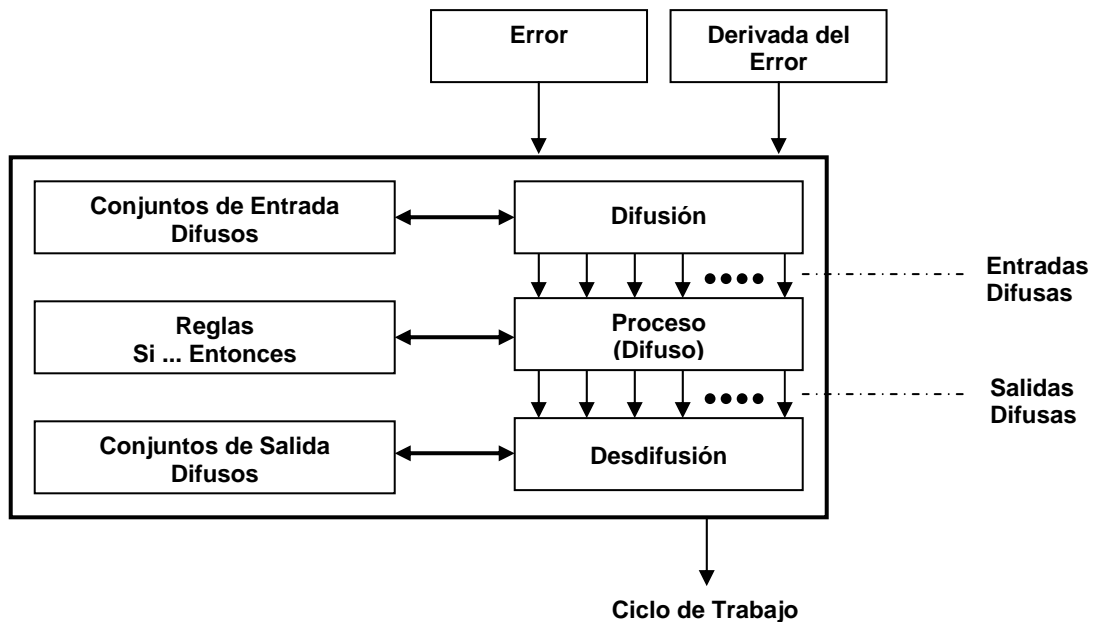 Error
Derivada del
Error
Conjuntos de Entrada
Difusos
Difusión
Entradas
Difusas
Reglas
Si ... Entonces
Proceso
(Difuso)
Salidas
Difusas
Conjuntos de Salida
Difusos
Desdifusión
Ciclo de Trabajo